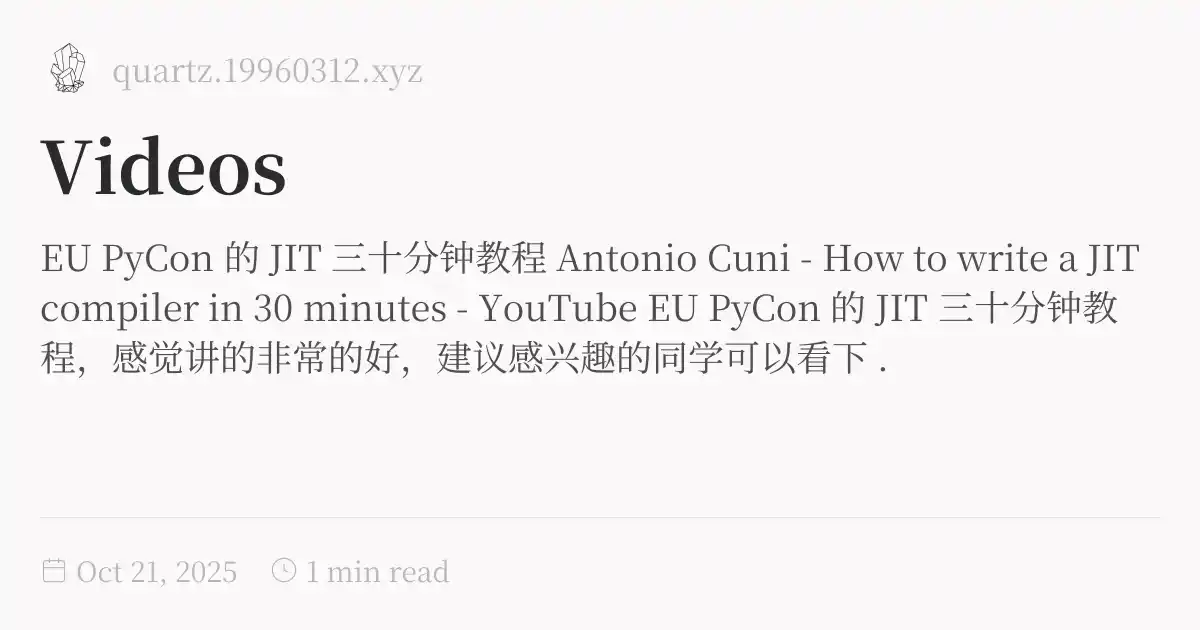 quartz.19960312.xyz
Videos
EU PyCon 的 JIT 三十分钟教程 Antonio Cuni - How to write a JIT
compiler in 30 minutes - YouTube EU PyCon 的 JIT 三十分钟教
程，感觉讲的非常的好，建议感兴趣的同学可以看下 .
Oct 21, 2025 1 min read